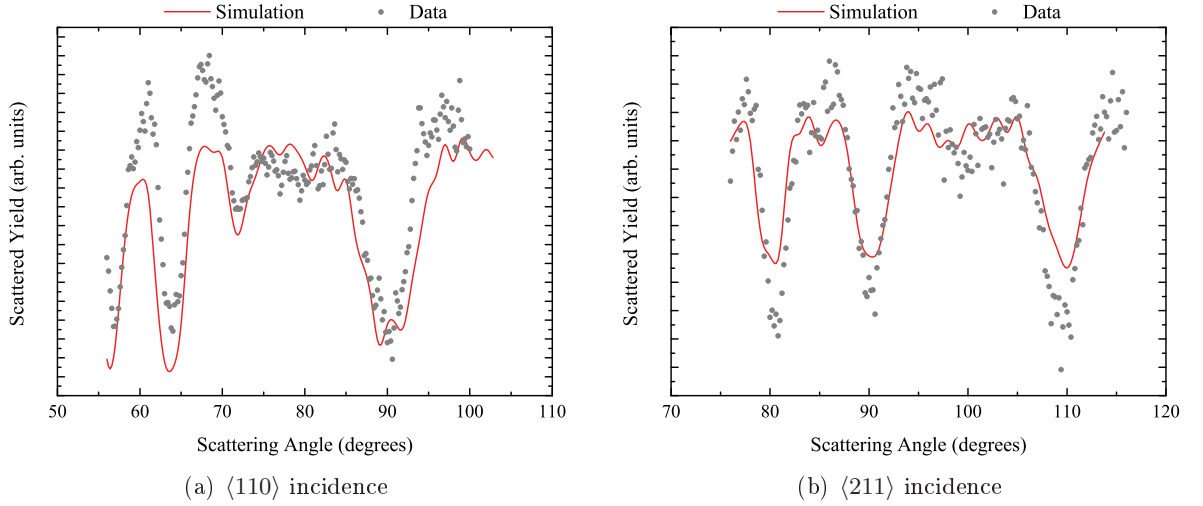 Simulation Data
Scattered Yield (arb. units)
50 60 70 80 90 100 110
Scattering Angle (degrees)
(a) ⟨110⟩ incidence
Simulation Data
Scattered Yield (arb. units)
70 80 90 100 110 120
Scattering Angle (degrees)
(b) ⟨211⟩ incidence